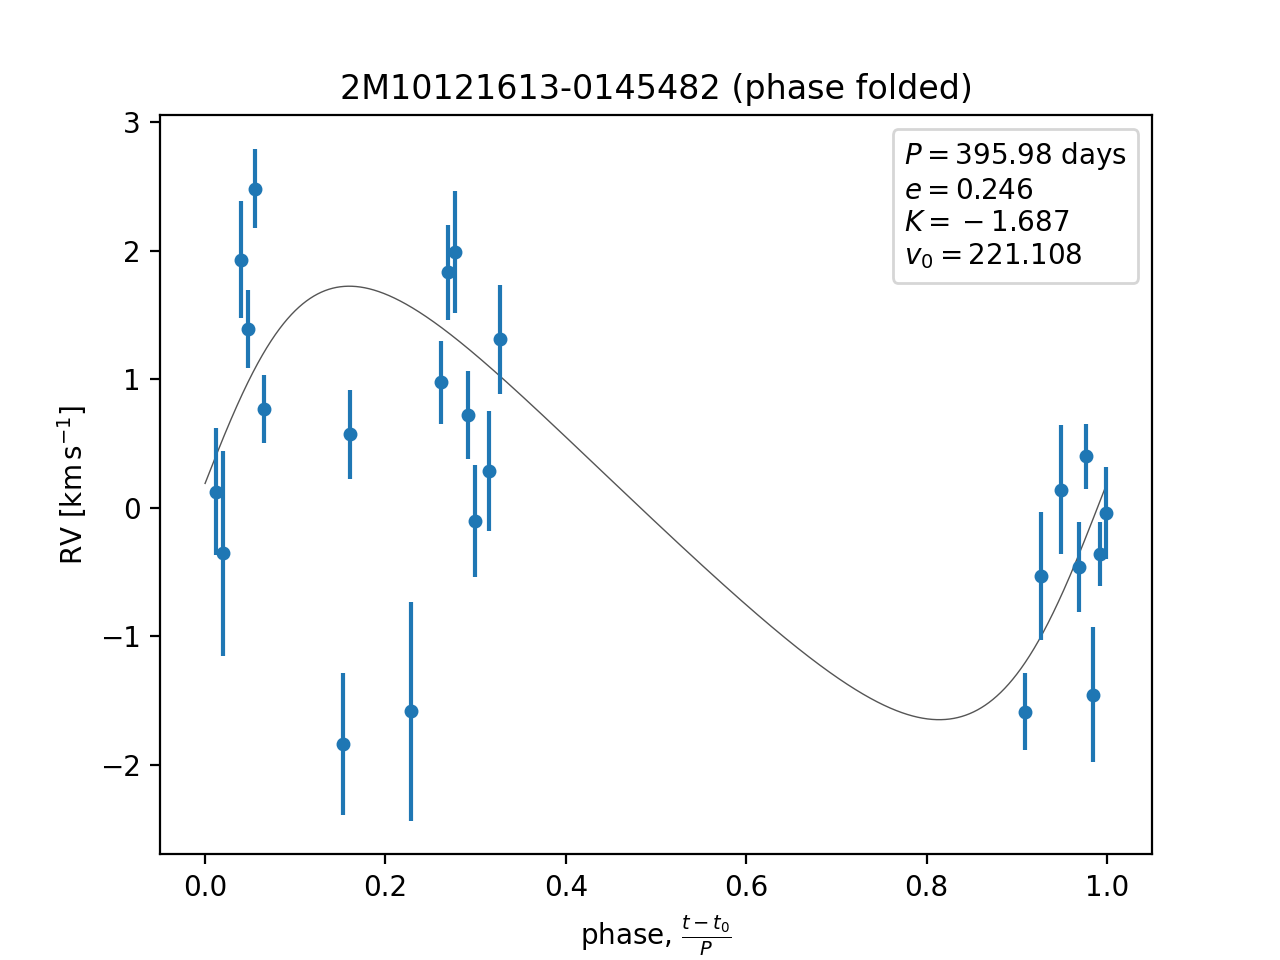 2M10121613-0145482 (phase folded)
P = 395.98 days
e = 0.246
K = −1.687
v₀ = 221.108
3
2
1
0
−1
−2
RV [km s⁻¹]
0.0 0.2 0.4 0.6 0.8 1.0
phase, (t − t₀)/P